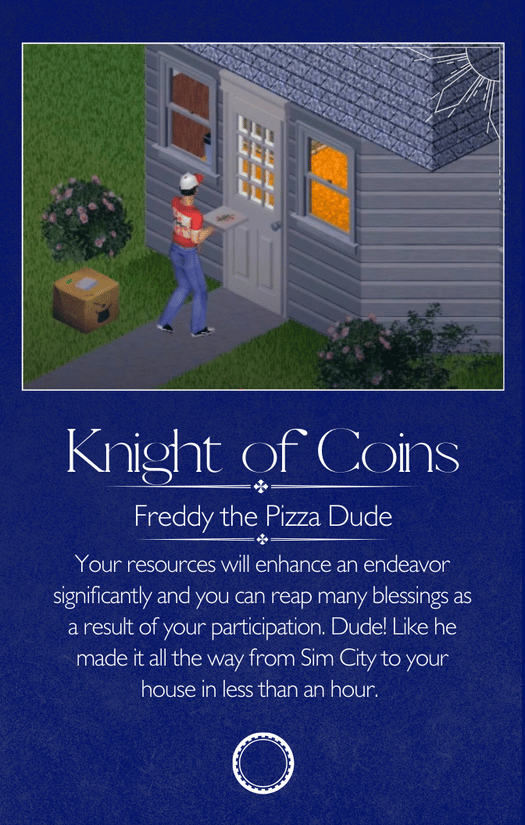 Knight of Coins
Freddy the Pizza Dude
Your resources will enhance an endeavor
significantly and you can reap many blessings as
a result of your participation. Dude! Like he
made it all the way from Sim City to your
house in less than an hour.